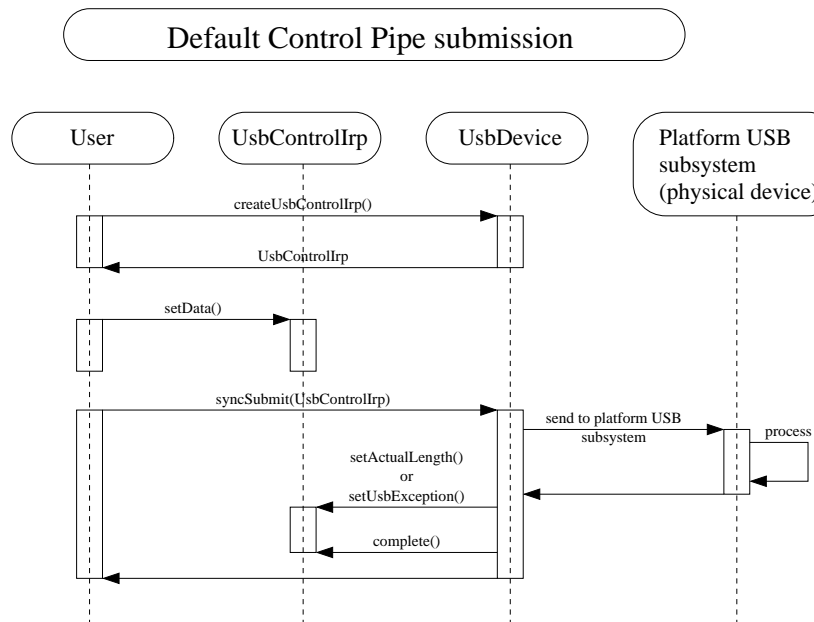 Default Control Pipe submission
User
UsbControlIrp
UsbDevice
Platform USB
subsystem
(physical device)
createUsbControlIrp()
UsbControlIrp
setData()
syncSubmit(UsbControlIrp)
send to platform USB
subsystem
process
setActualLength()
or
setUsbException()
complete()